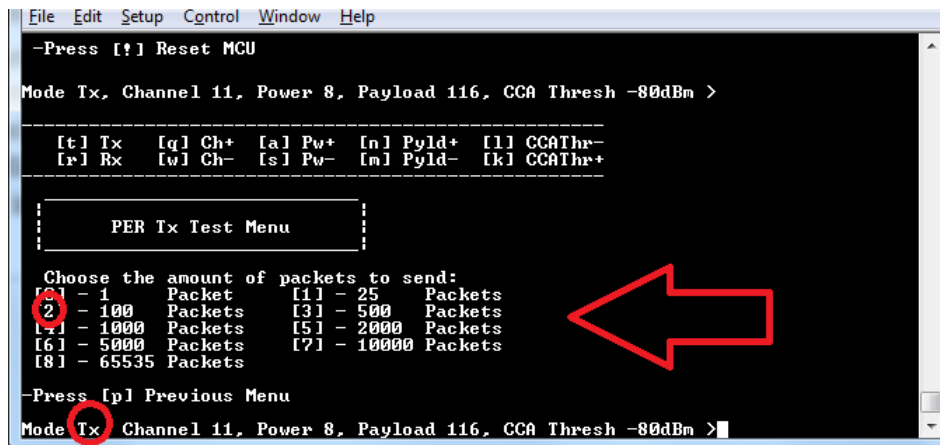 File Edit Setup Control Window Help
-Press [!] Reset MCU
Mode Tx, Channel 11, Power 8, Payload 116, CCA Thresh -80dBm >
[t] Tx [q] Ch+ [a] Pw+ [n] Pyld+ [l] CCAThr-
[r] Rx [w] Ch- [s] Pw- [m] Pyld- [k] CCAThr+
PER Tx Test Menu
Choose the amount of packets to send:
[0] - 1 Packet [1] - 25 Packets
[2] - 100 Packets [3] - 500 Packets
[4] - 1000 Packets [5] - 2000 Packets
[6] - 5000 Packets [7] - 10000 Packets
[8] - 65535 Packets
-Press [p] Previous Menu
Mode Tx, Channel 11, Power 8, Payload 116, CCA Thresh -80dBm >